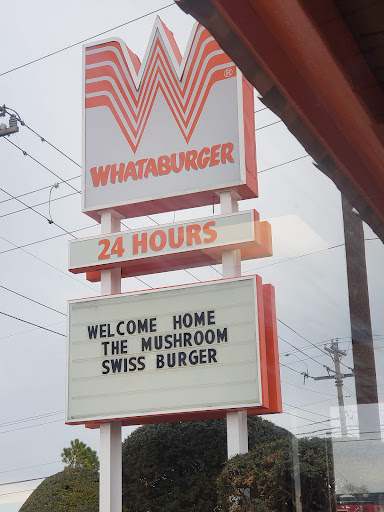 W ®
WHATABURGER
24 HOURS
WELCOME HOME
THE MUSHROOM
SWISS BURGER